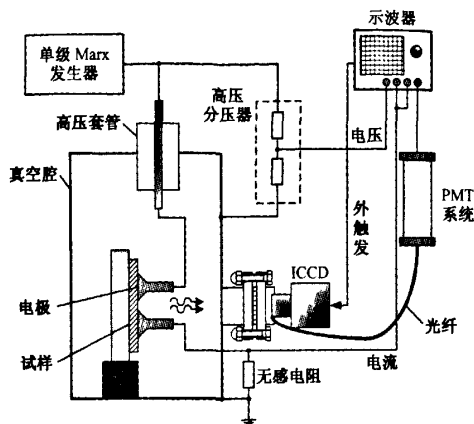 示波器
单级 Marx
发生器
高压
分压器
高压套管
电压
真空腔
PMT
系统
外
触
发
ICCD
电极
试样
光纤
电流
无感电阻